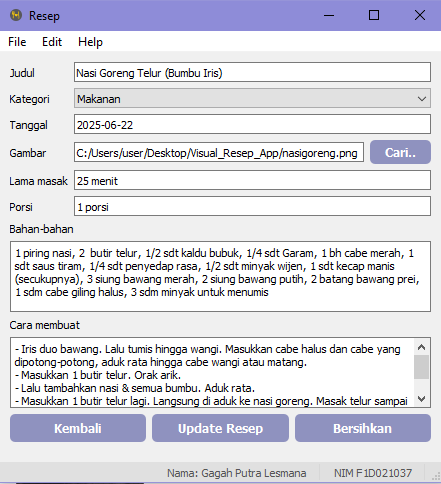 Resep
File Edit Help
Judul Nasi Goreng Telur (Bumbu Iris)
Kategori Makanan
Tanggal 2025-06-22
Gambar C:/Users/user/Desktop/Visual_Resep_App/nasigoreng.png Cari..
Lama masak 25 menit
Porsi 1 porsi
Bahan-bahan
1 piring nasi, 2  butir telur, 1/2 sdt kaldu bubuk, 1/4 sdt Garam, 1 bh cabe merah, 1
sdt saus tiram, 1/4 sdt penyedap rasa, 1/2 sdt minyak wijen, 1 sdt kecap manis
(secukupnya), 3 siung bawang merah, 2 siung bawang putih, 2 batang bawang prei,
1 sdm cabe giling halus, 3 sdm minyak untuk menumis
Cara membuat
- Iris duo bawang. Lalu tumis hingga wangi. Masukkan cabe halus dan cabe yang
dipotong-potong, aduk rata hingga cabe wangi atau matang.
- Masukkan 1 butir telur. Orak arik.
- Lalu tambahkan nasi & semua bumbu. Aduk rata.
- Masukkan 1 butir telur lagi. Langsung di aduk ke nasi goreng. Masak telur sampai
Kembali Update Resep Bersihkan
Nama: Gagah Putra Lesmana NIM F1D021037